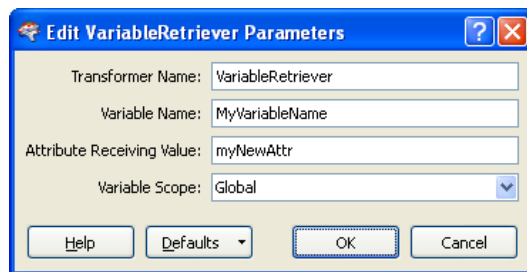 Edit VariableRetriever Parameters
Transformer Name: VariableRetriever
Variable Name: MyVariableName
Attribute Receiving Value: myNewAttr
Variable Scope: Global
Help Defaults OK Cancel